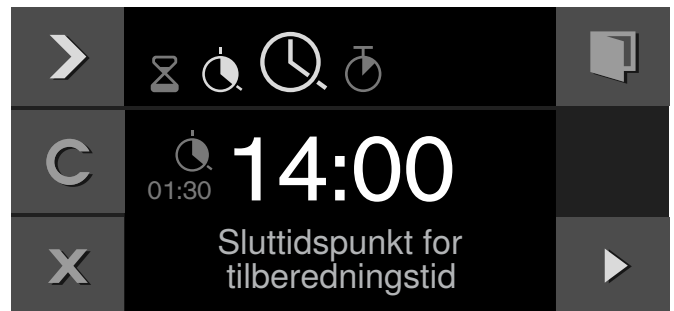 C
01:30
14:00
Sluttidspunkt for
tilberedningstid
X